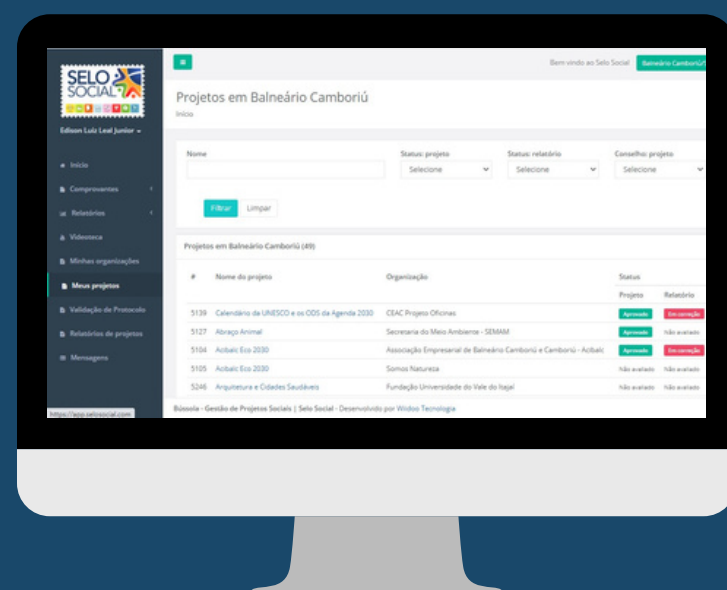 SELO
SOCIAL
Edison Luiz Leal Junior
Início
Comprovantes
Relatórios
Videoteca
Minhas organizações
Meus projetos
Validação de Protocolo
Relatórios de projetos
Mensagens
https://app.selosocial.com
Bem vindo ao Selo Social
Balneário Camboriú/
Projetos em Balneário Camboriú
Início
Nome
Status: projeto
Status: relatório
Conselho: projeto
Selecione
Selecione
Selecione
Filtrar
Limpar
Projetos em Balneário Camboriú (49)
# Nome do projeto Organização Status
Projeto Relatório
5139 Calendário da UNESCO e os ODS da Agenda 2030 CEAC Projeto Oficinas Aprovado Em correção
5127 Abraço Animal Secretaria do Meio Ambiente - SEMAM Aprovado Não avaliado
5104 Acibalc Eco 2030 Associação Empresarial de Balneário Camboriú e Camboriú - Acibalc Aprovado Em correção
5105 Acibalc Eco 2030 Somos Natureza Não avaliado Não avaliado
5246 Arquitetura e Cidades Saudáveis Fundação Universidade do Vale do Itajaí Não avaliado Não avaliado
Bússola - Gestão de Projetos Sociais | Selo Social - Desenvolvido por Widoo Tecnologia